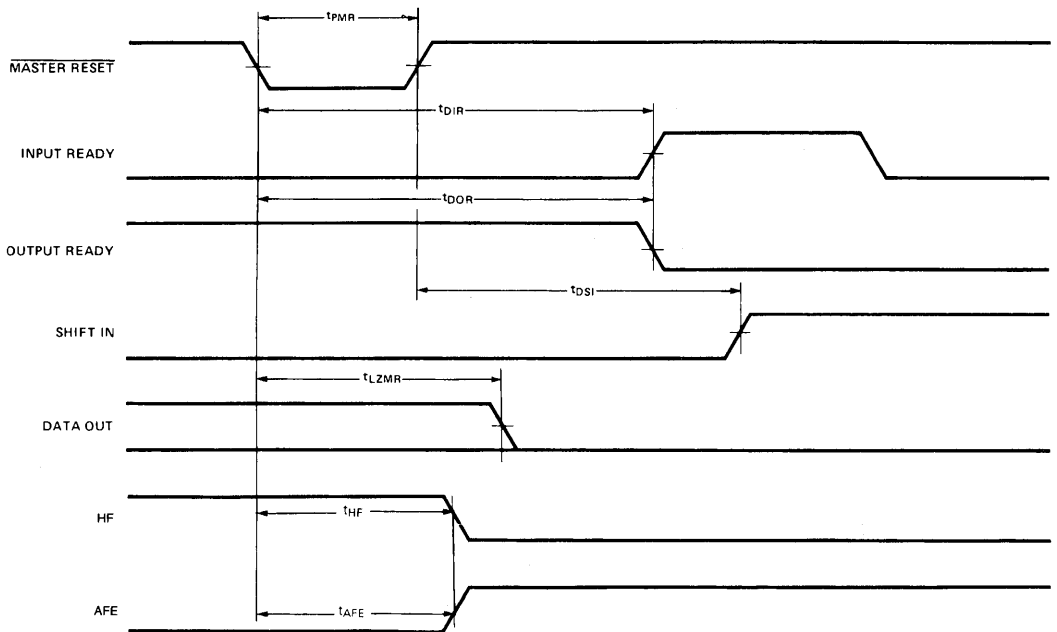 tPMR
MASTER RESET
tDIR
INPUT READY
tDOR
OUTPUT READY
tDSI
SHIFT IN
tLZMR
DATA OUT
HF
tHF
AFE
tAFE